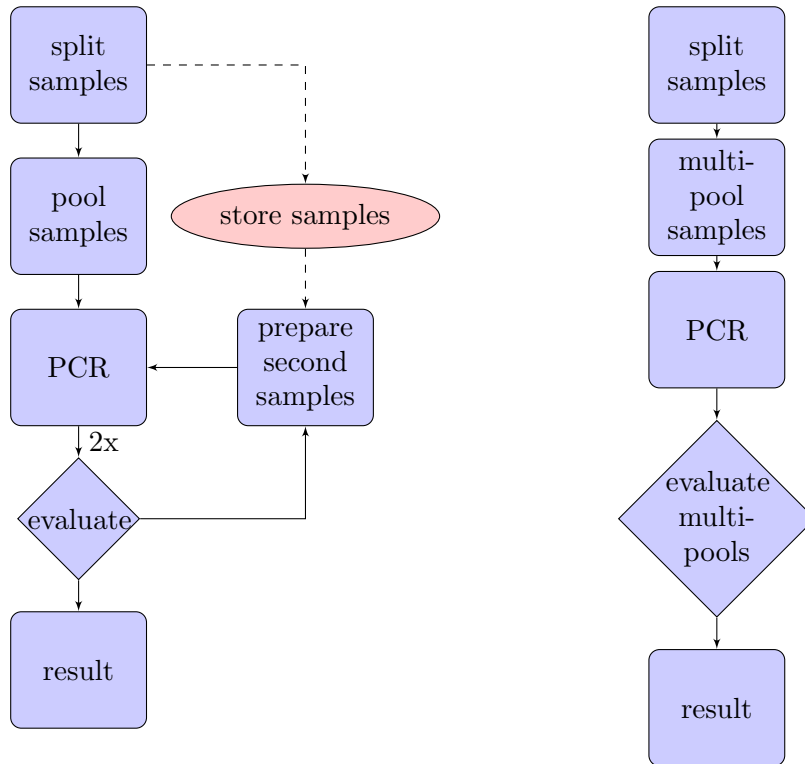 split
samples
pool
samples
store samples
PCR
prepare
second
samples
2x
evaluate
result
split
samples
multi-
pool
samples
PCR
evaluate
multi-
pools
result